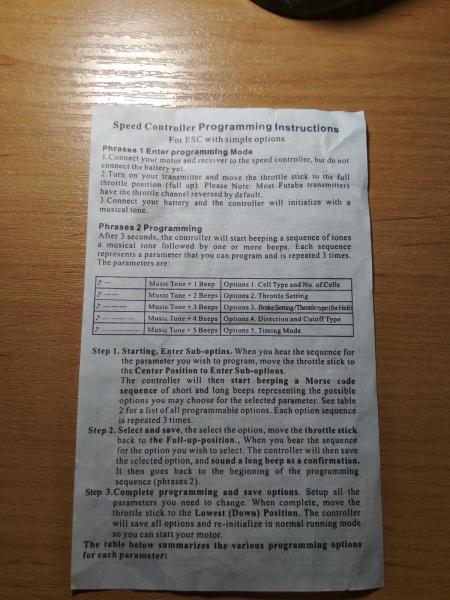 Speed Controller Programming Instructions
For ESC with simple options
Phrases 1 Enter programming Mode
1.Connect your motor and receiver to the speed controller, but do not
connect the battery yet.
2.Turn on your transmitter and move the throttle stick to the full
throttle position (full up). Please Note: Most Futaba transmitters
have the throttle channel reversed by default.
3.Connect your battery and the controller will initialize with a
musical tone.
Phrases 2 Programming
After 3 seconds, the controller will start beeping a sequence of tones
a musical tone followed by one or more beeps. Each sequence
represents a parameter that you can program and is repeated 3 times.
The parameters are:
♪ — Music Tone + 1 Beep Options 1. Cell Type and No. of Cells
♪ — — Music Tone + 2 Beeps Options 2. Throttle Setting
♪ — — — Music Tone + 3 Beeps Options 3. Brake Setting/Throttle type (for Heli)
♪ — — — — Music Tone + 4 Beeps Options 4. Direction and Cutoff Type
♪ — — — — — Music Tone + 5 Beeps Options 5. Timing Mode
Step 1. Starting, Enter Sub-optins. When you hear the sequence for
the parameter you wish to program, move the throttle stick to
the Center Position to Enter Sub-options.
The controller will then start beeping a Morse code
sequence of short and long beeps representing the possible
options you may choose for the selected parameter. See table
2 for a list of all programmable options. Each option sequence
is repeated 3 times.
Step 2. Select and save, the select the option, move the throttle stick
back to the Full-up-position., When you hear the sequence
for the option you wish to select. The controller will then save
the selected option, and sound a long beep as a confirmation.
It then goes back to the beginning of the programming
sequence (phrases 2).
Step 3.Complete programming and save options. Setup all the
parameters you need to change. When complete, move the
throttle stick to the Lowest (Down) Position. The controller
will save all options and re-initialize in normal running mode
so you can start your motor.
The table below summarizes the various programming options
for each parameter: